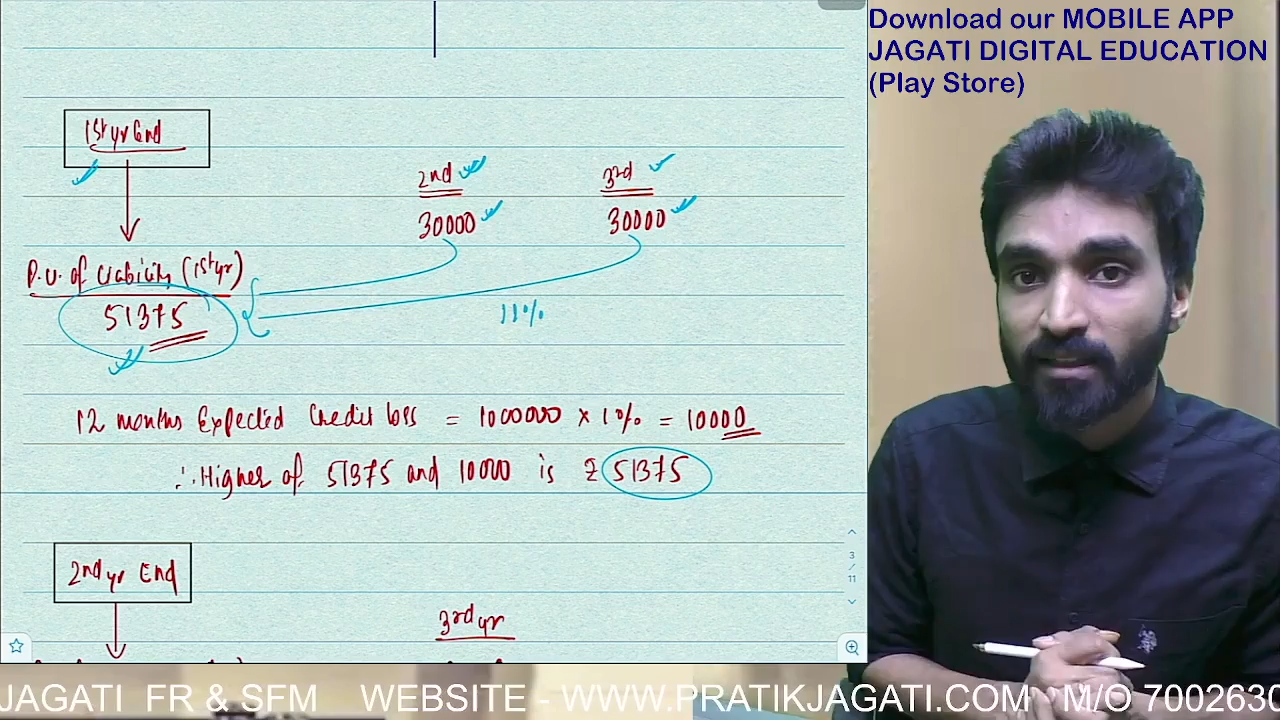 Download our MOBILE APP
JAGATI DIGITAL EDUCATION
(Play Store)
1st yr End
2nd 3rd
30000 30000
P.V. of Liability (1st yr)
51375
11%
12 months Expected Credit loss = 1000000 × 1% = 10000
∴ Higher of 51375 and 10000 is ₹ 51375
2nd yr End
3rd yr
3
/
11
JAGATI FR & SFM WEBSITE - WWW.PRATIKJAGATI.COM M/O 7002630